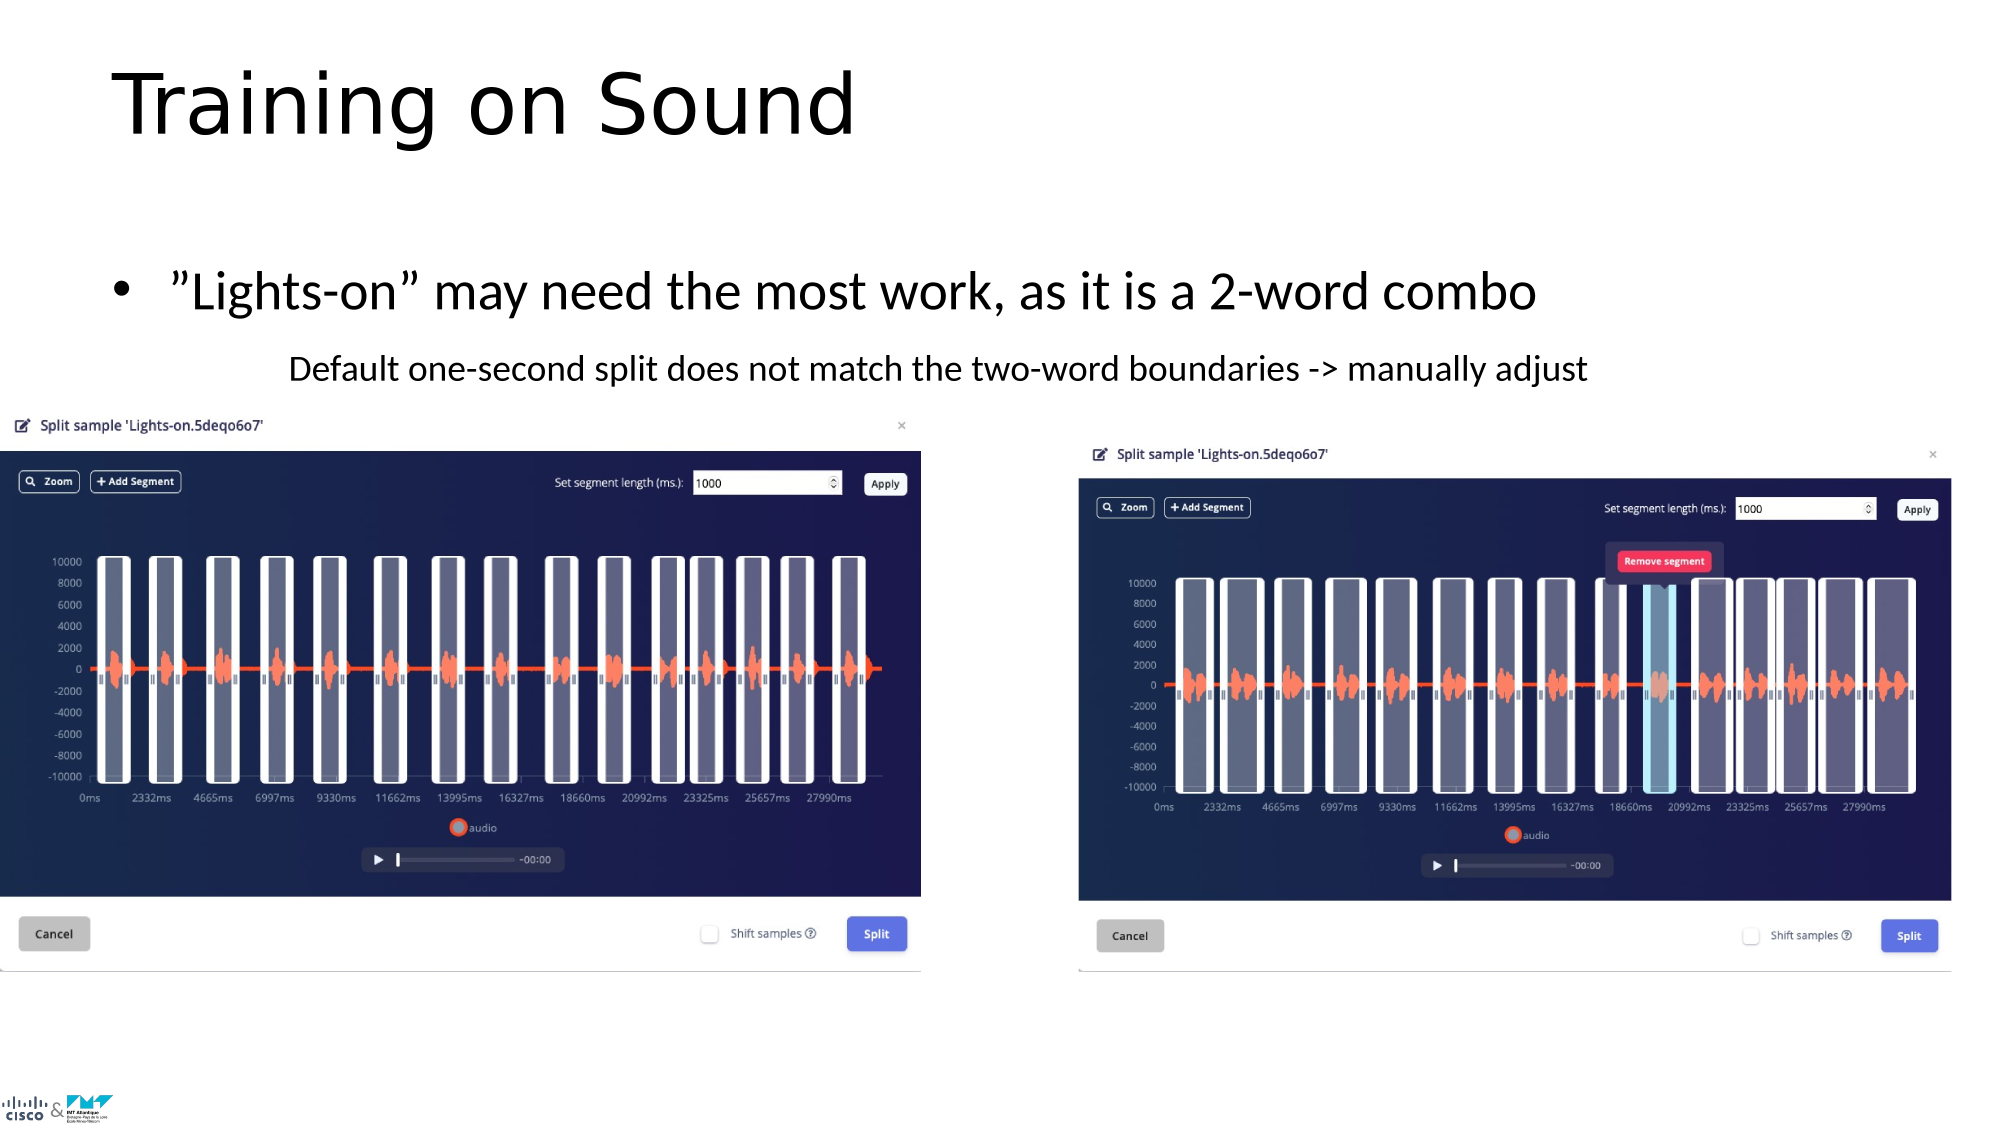 Training on Sound
• ”Lights-on” may need the most work, as it is a 2-word combo
Default one-second split does not match the two-word boundaries -> manually adjust
Split sample 'Lights-on.5deqo6o7' ×
Zoom + Add Segment Set segment length (ms.): 1000 Apply
10000
8000
6000
4000
2000
0
-2000
-4000
-6000
-8000
-10000
0ms 2332ms 4665ms 6997ms 9330ms 11662ms 13995ms 16327ms 18660ms 20992ms 23325ms 25657ms 27990ms
audio
-00:00
Cancel Shift samples Split
Split sample 'Lights-on.5deqo6o7' ×
Zoom + Add Segment Set segment length (ms.): 1000 Apply
Remove segment
10000
8000
6000
4000
2000
0
-2000
-4000
-6000
-8000
-10000
0ms 2332ms 4665ms 6997ms 9330ms 11662ms 13995ms 16327ms 18660ms 20992ms 23325ms 25657ms 27990ms
audio
-00:00
Cancel Shift samples Split
CISCO & IMT Atlantique